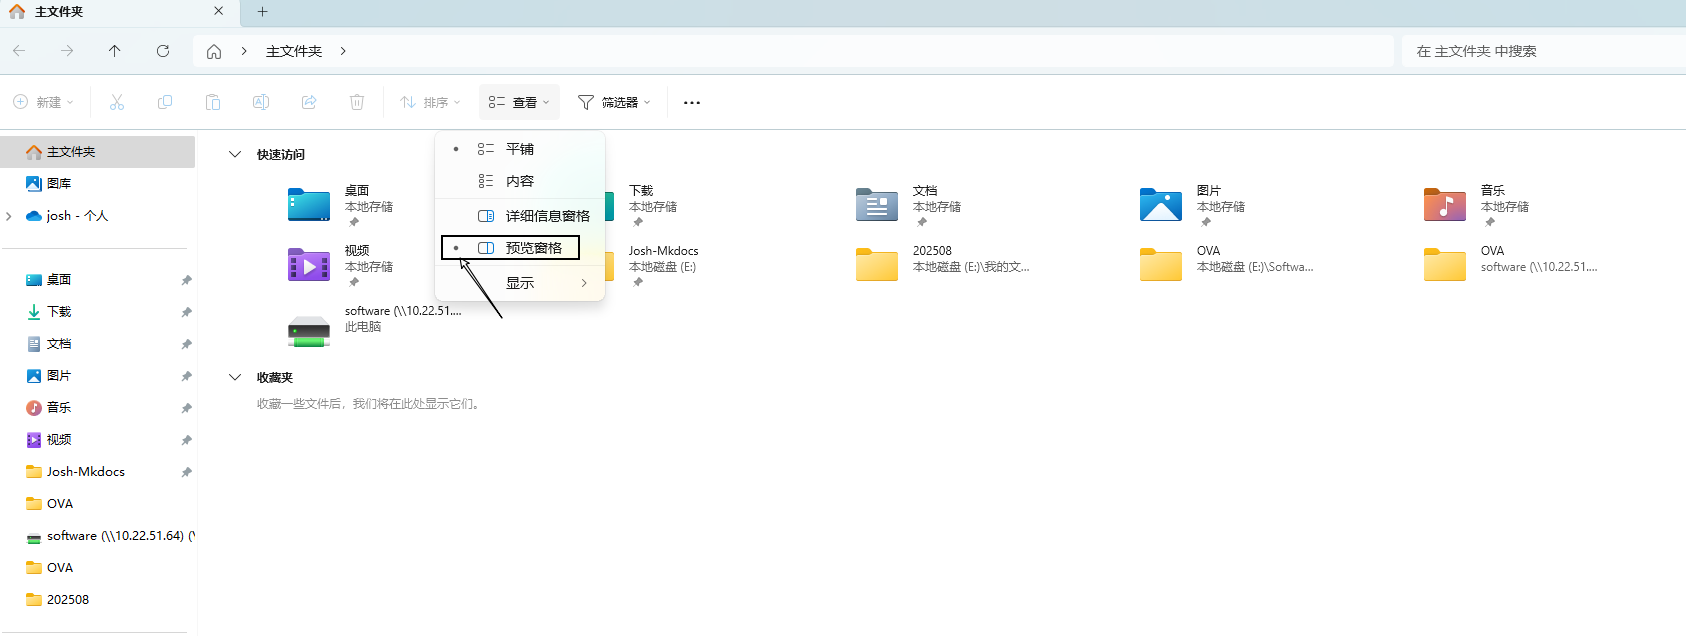 主文件夹
主文件夹
在 主文件夹 中搜索
新建
排序
查看
筛选器
主文件夹
图库
josh - 个人
桌面
下载
文档
图片
音乐
视频
Josh-Mkdocs
OVA
software (\\10.22.51.64) (\
OVA
202508
平铺
内容
详细信息窗格
预览窗格
显示
快速访问
桌面
本地存储
下载
本地存储
文档
本地存储
图片
本地存储
音乐
本地存储
视频
本地存储
Josh-Mkdocs
本地磁盘 (E:)
202508
本地磁盘 (E:)\我的文...
OVA
本地磁盘 (E:)\Softwa...
OVA
software (\\10.22.51....
software (\\10.22.51....
此电脑
收藏夹
收藏一些文件后，我们将在此处显示它们。